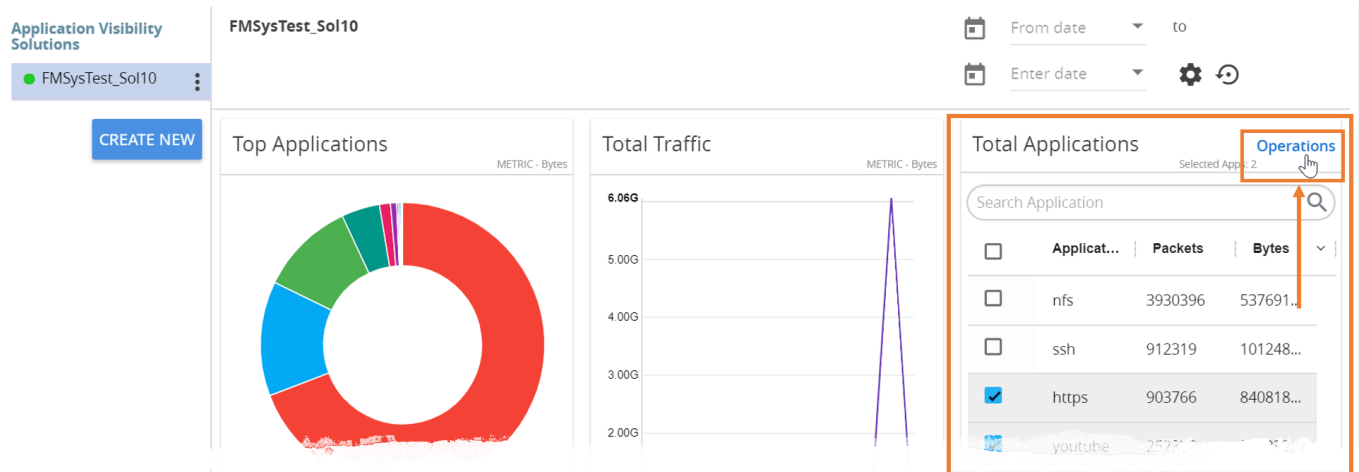 Application Visibility
Solutions
FMSysTest_Sol10
CREATE NEW
FMSysTest_Sol10
From date
to
Enter date
Top Applications
METRIC - Bytes
Total Traffic
METRIC - Bytes
6.06G
5.00G
4.00G
3.00G
2.00G
Total Applications
Operations
Selected Apps: 2
Search Application
Applicat... Packets Bytes
nfs 3930396 537691...
ssh 912319 101248...
https 903766 840818...
youtube